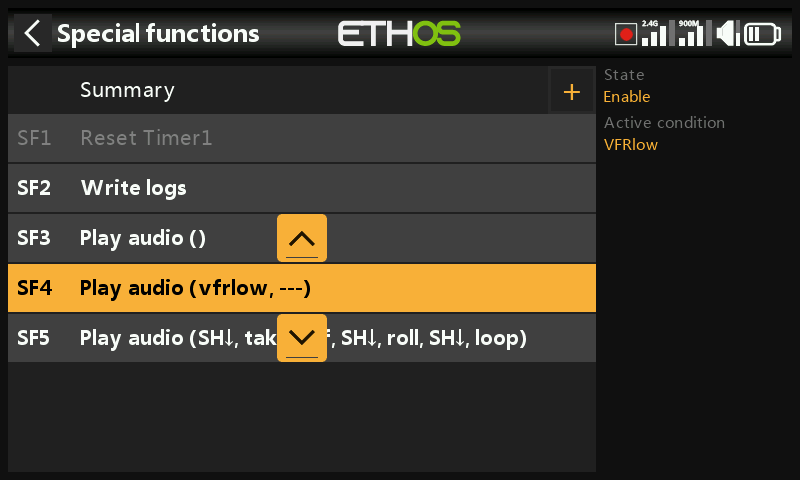 Special functions
ETHOS
2.4G
900M
Summary
+
SF1 Reset Timer1
SF2 Write logs
SF3 Play audio ()
SF4 Play audio (vfrlow, ---)
SF5 Play audio (SH↓, tak f, SH↓, roll, SH↓, loop)
State
Enable
Active condition
VFRlow